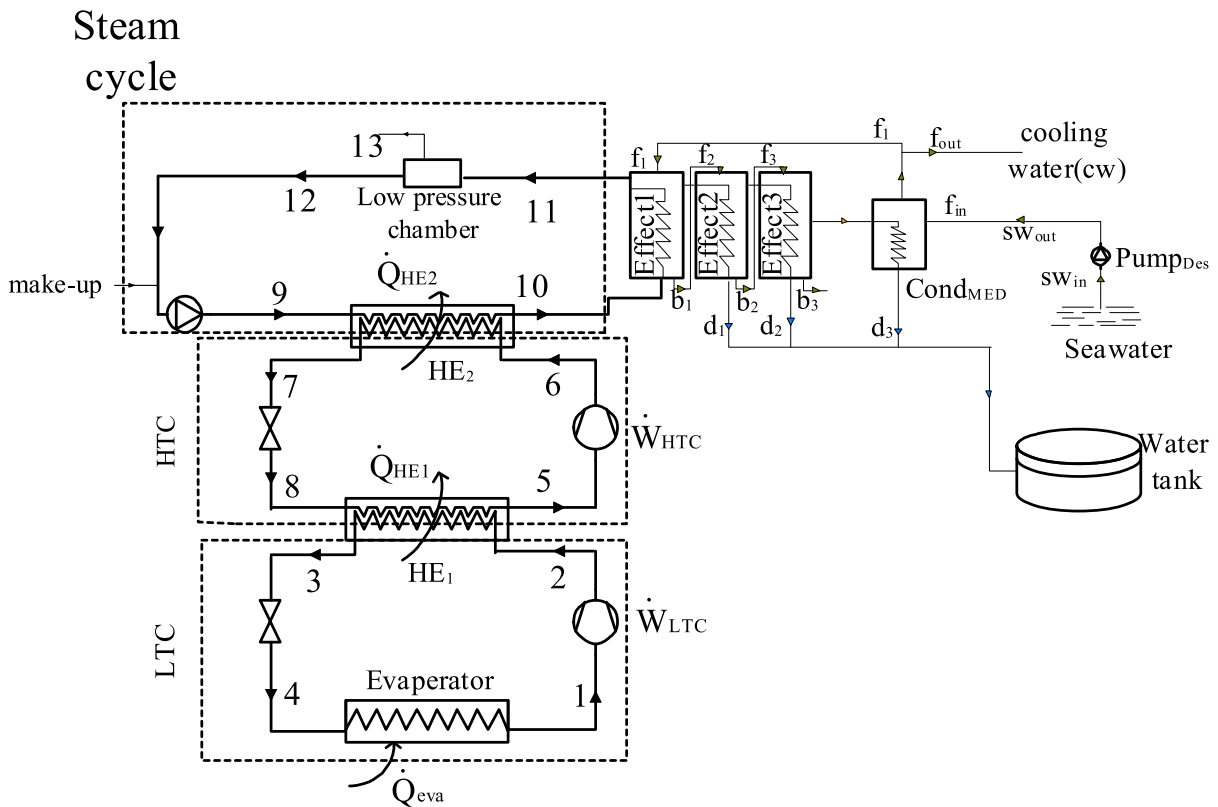 Steam
cycle
13
12
Low pressure
chamber
11
f1
f1
f2
f3
fout
cooling
water(cw)
Effect1
Effect2
Effect3
fin
swout
PumpDes
swin
Seawater
CondMED
b1
b2
b3
d1
d2
d3
Water
tank
make-up
9
Q̇HE2
10
HE2
7
6
HTC
ẆHTC
8
Q̇HE1
5
HE1
3
2
LTC
ẆLTC
4
Evaperator
1
Q̇eva